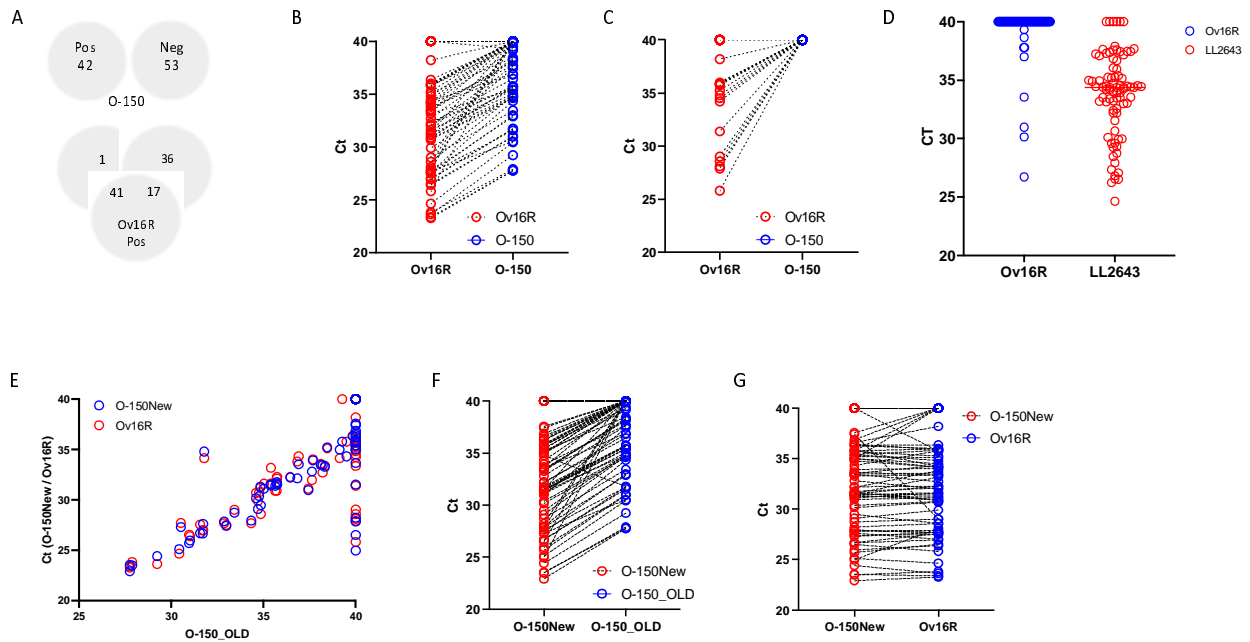 A
Pos
42
Neg
53
O-150
1
36
41
17
Ov16R
Pos
B
40
35
30
25
20
Ct
Ov16R
O-150
Ov16R
O-150
C
40
35
30
25
20
Ct
Ov16R
O-150
Ov16R
O-150
D
40
35
30
25
20
CT
Ov16R
LL2643
Ov16R
LL2643
E
40
35
30
25
20
Ct (O-150New / Ov16R)
O-150New
Ov16R
25
30
35
40
O-150_OLD
F
40
35
30
25
20
Ct
O-150New
O-150_OLD
O-150New
O-150_OLD
G
40
35
30
25
20
Ct
O-150New
Ov16R
O-150New
Ov16R